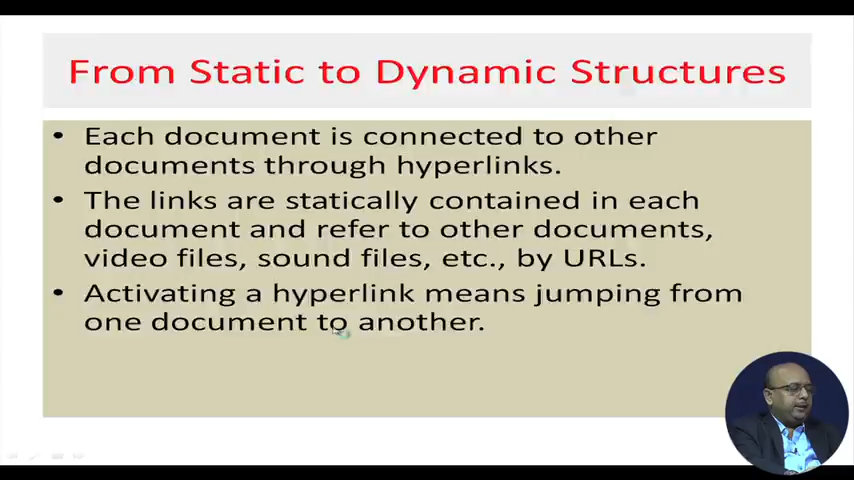 From Static to Dynamic Structures
• Each document is connected to other
documents through hyperlinks.
• The links are statically contained in each
document and refer to other documents,
video files, sound files, etc., by URLs.
• Activating a hyperlink means jumping from
one document to another.